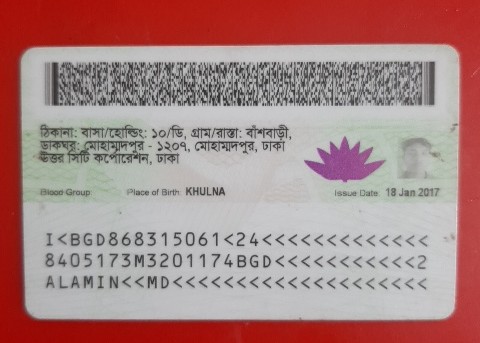 ঠিকানা: বাসা/হোল্ডিং: ১০/ডি, গ্রাম/রাস্তা: বাঁশবাড়ী,
ডাকঘর: মোহাম্মদপুর - ১২০৭, মোহাম্মদপুর, ঢাকা
উত্তর সিটি কর্পোরেশন, ঢাকা
Blood Group: Place of Birth: KHULNA Issue Date: 18 Jan 2017
I<BGD868315061<24<<<<<<<<<<<<<
8405173M3201174BGD<<<<<<<<<<<2
ALAMIN<<MD<<<<<<<<<<<<<<<<<<<<